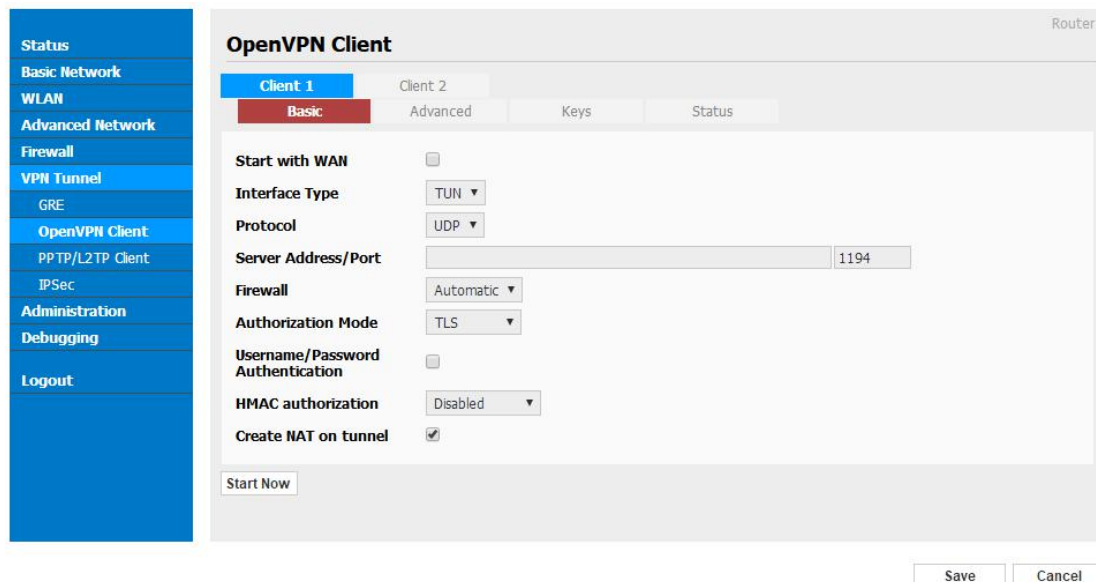 Router
Status
Basic Network
WLAN
Advanced Network
Firewall
VPN Tunnel
GRE
OpenVPN Client
PPTP/L2TP Client
IPSec
Administration
Debugging
Logout
OpenVPN Client
Client 1 Client 2
Basic Advanced Keys Status
Start with WAN
Interface Type TUN
Protocol UDP
Server Address/Port 1194
Firewall Automatic
Authorization Mode TLS
Username/Password
Authentication
HMAC authorization Disabled
Create NAT on tunnel
Start Now
Save Cancel